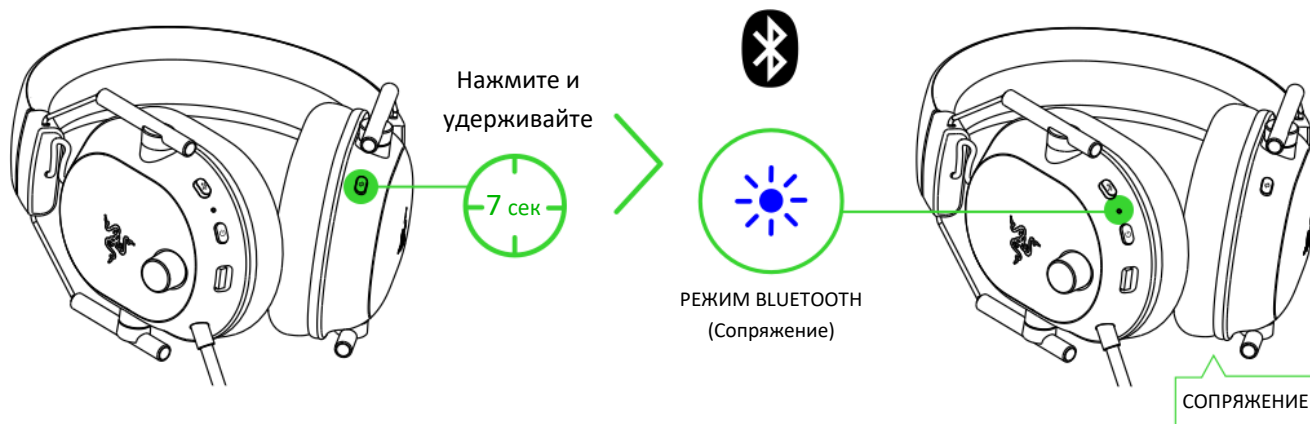 Нажмите и
удерживайте
7 сек
РЕЖИМ BLUETOOTH
(Сопряжение)
СОПРЯЖЕНИЕ